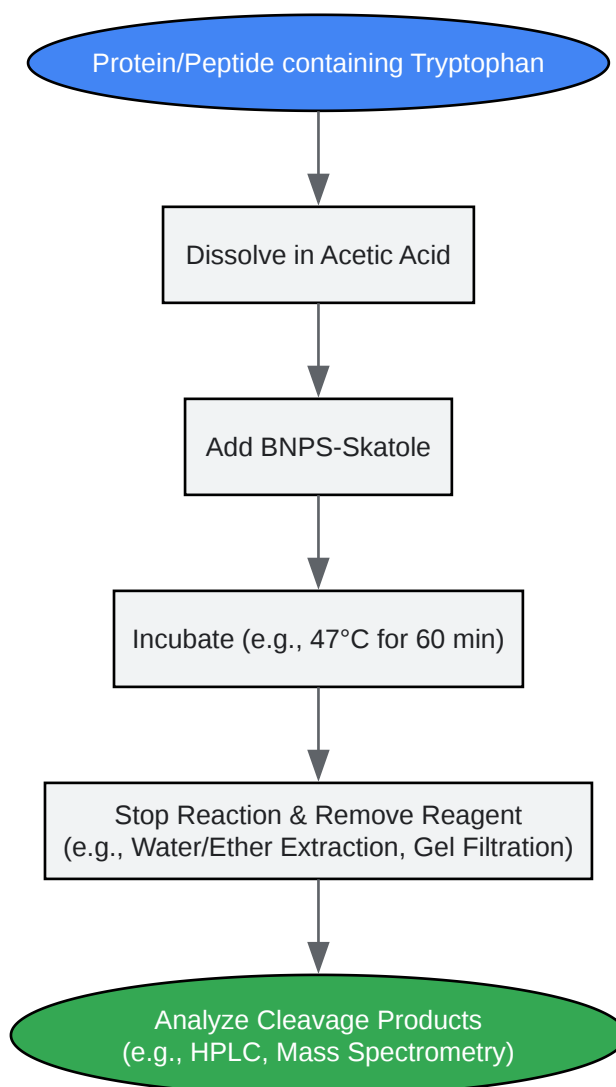 Protein/Peptide containing Tryptophan
Dissolve in Acetic Acid
Add BNPS-Skatole
Incubate (e.g., 47°C for 60 min)
Stop Reaction & Remove Reagent
(e.g., Water/Ether Extraction, Gel Filtration)
Analyze Cleavage Products
(e.g., HPLC, Mass Spectrometry)